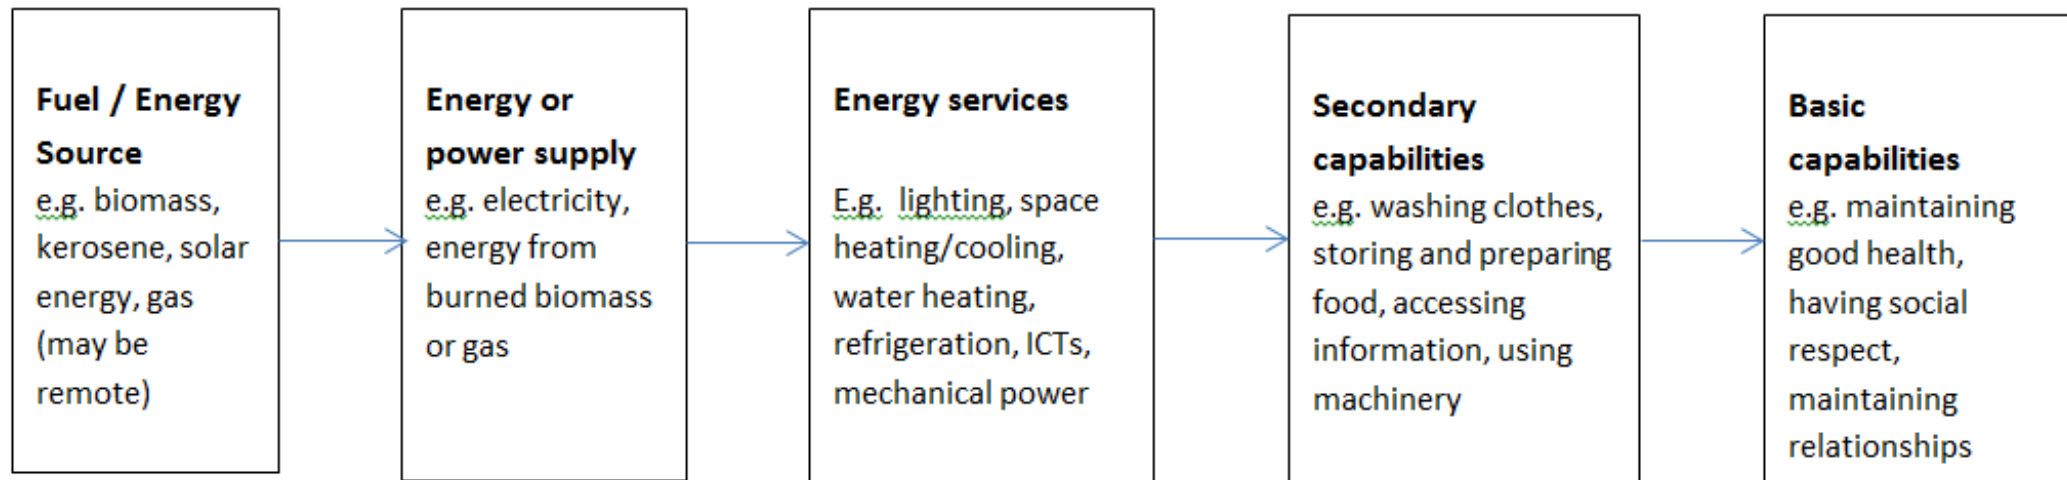 Fuel / Energy
Source
e.g. biomass,
kerosene, solar
energy, gas
(may be
remote)
Energy or
power supply
e.g. electricity,
energy from
burned biomass
or gas
Energy services
E.g.  lighting, space
heating/cooling,
water heating,
refrigeration, ICTs,
mechanical power
Secondary
capabilities
e.g. washing clothes,
storing and preparing
food, accessing
information, using
machinery
Basic
capabilities
e.g. maintaining
good health,
having social
respect,
maintaining
relationships